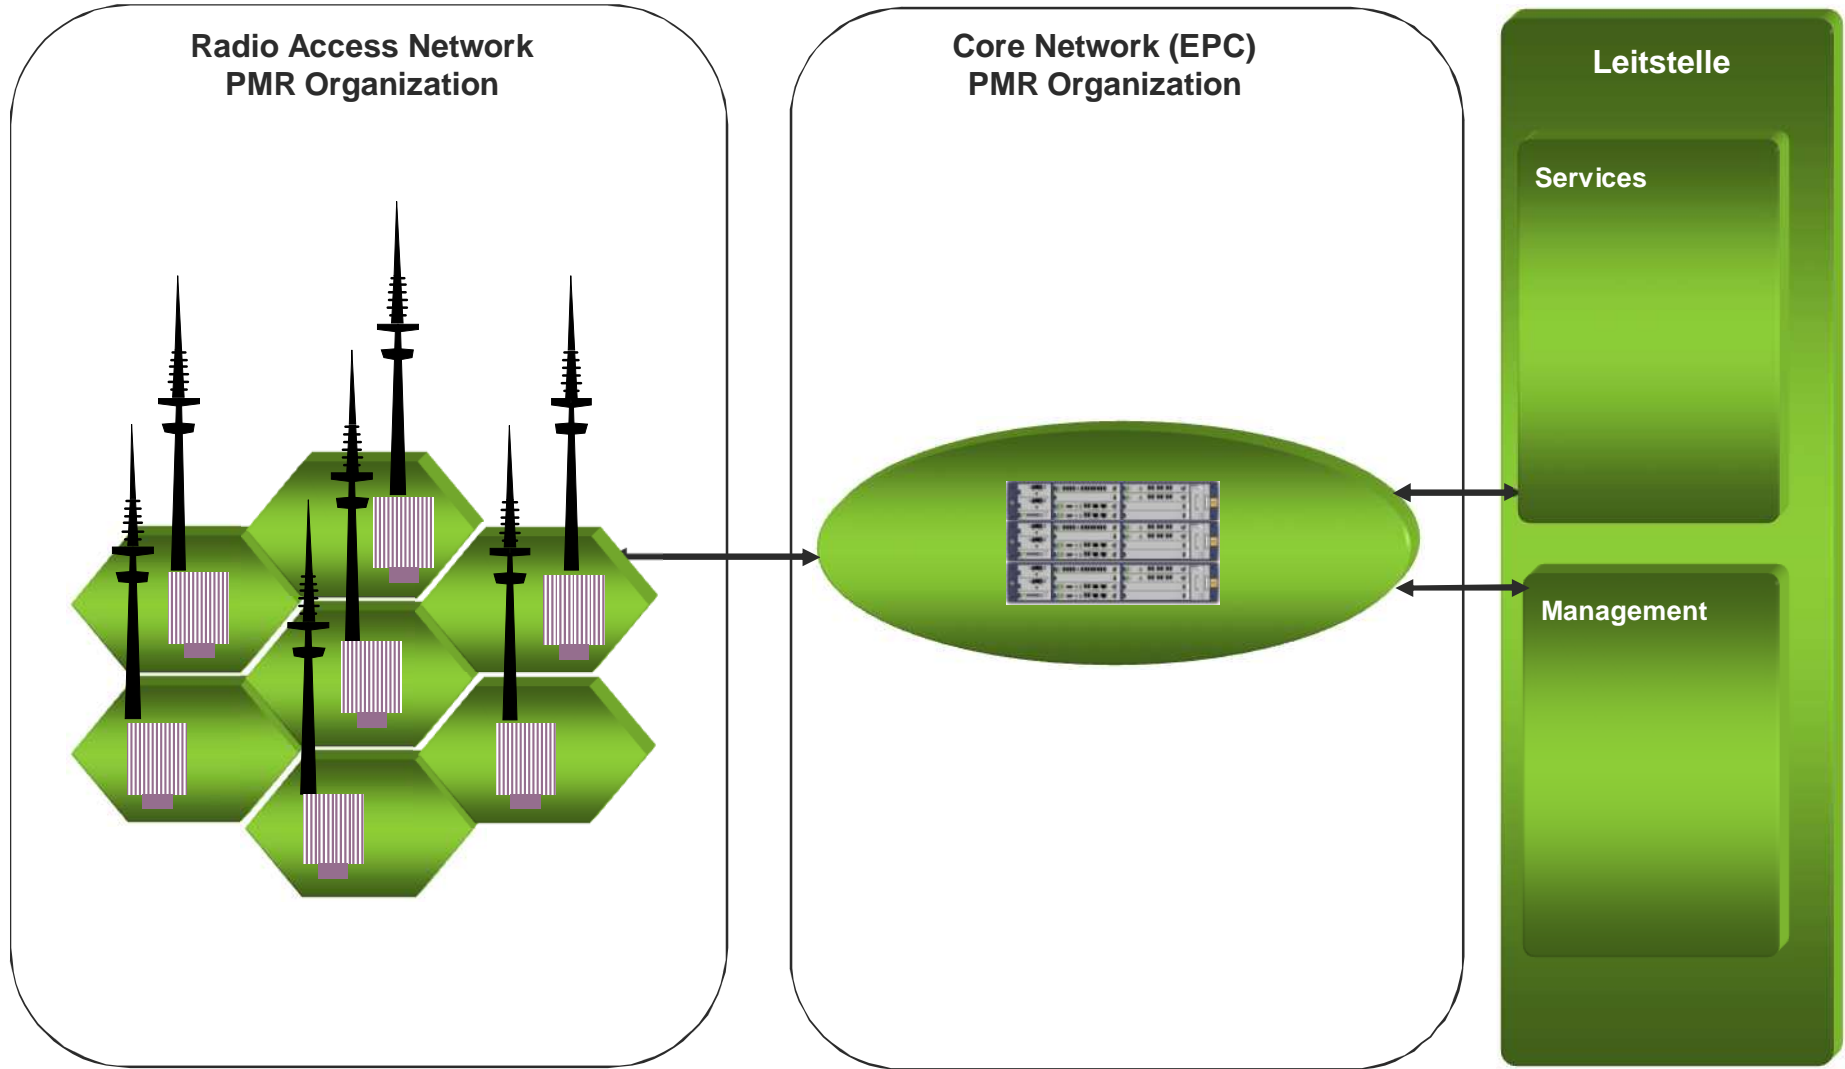 Radio Access Network
PMR Organization
Core Network (EPC)
PMR Organization
Leitstelle
Services
Management